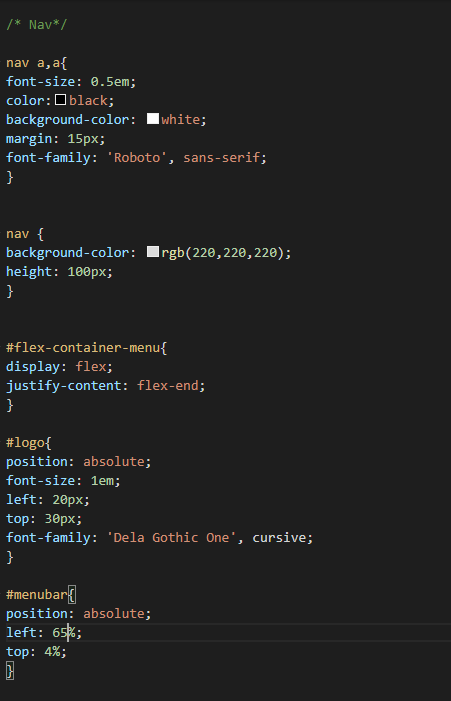 /* Nav*/
nav a,a{
font-size: 0.5em;
color: black;
background-color: white;
margin: 15px;
font-family: 'Roboto', sans-serif;
}
nav {
background-color: rgb(220,220,220);
height: 100px;
}
#flex-container-menu{
display: flex;
justify-content: flex-end;
}
#logo{
position: absolute;
font-size: 1em;
left: 20px;
top: 30px;
font-family: 'Dela Gothic One', cursive;
}
#menubar{
position: absolute;
left: 65%;
top: 4%;
}